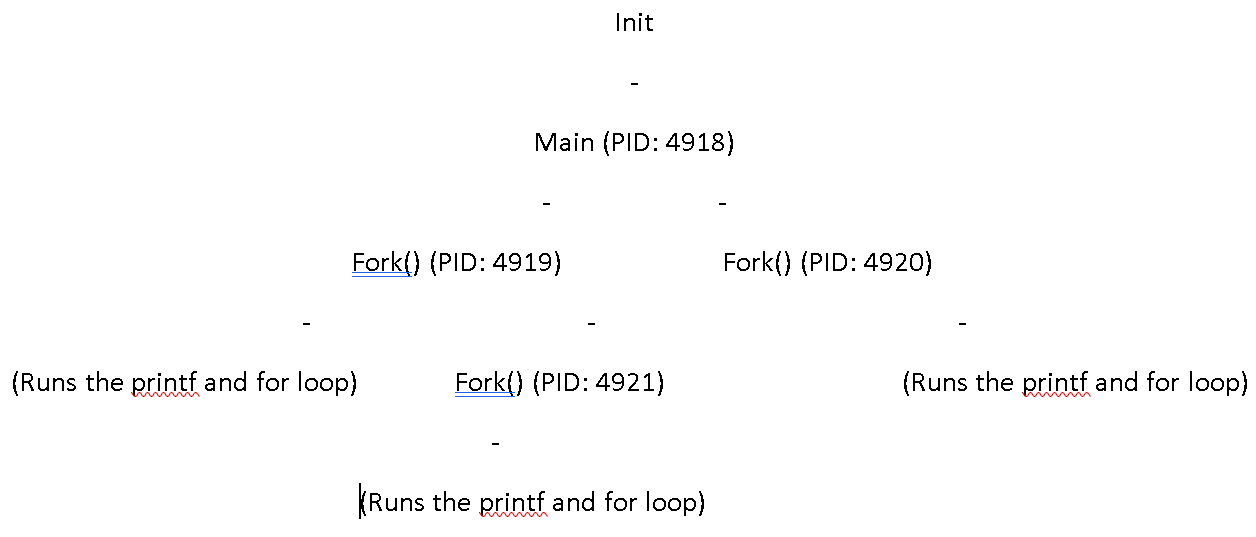 Init
-
Main (PID: 4918)
- -
Fork() (PID: 4919) Fork() (PID: 4920)
- - -
(Runs the printf and for loop) Fork() (PID: 4921) (Runs the printf and for loop)
-
(Runs the printf and for loop)